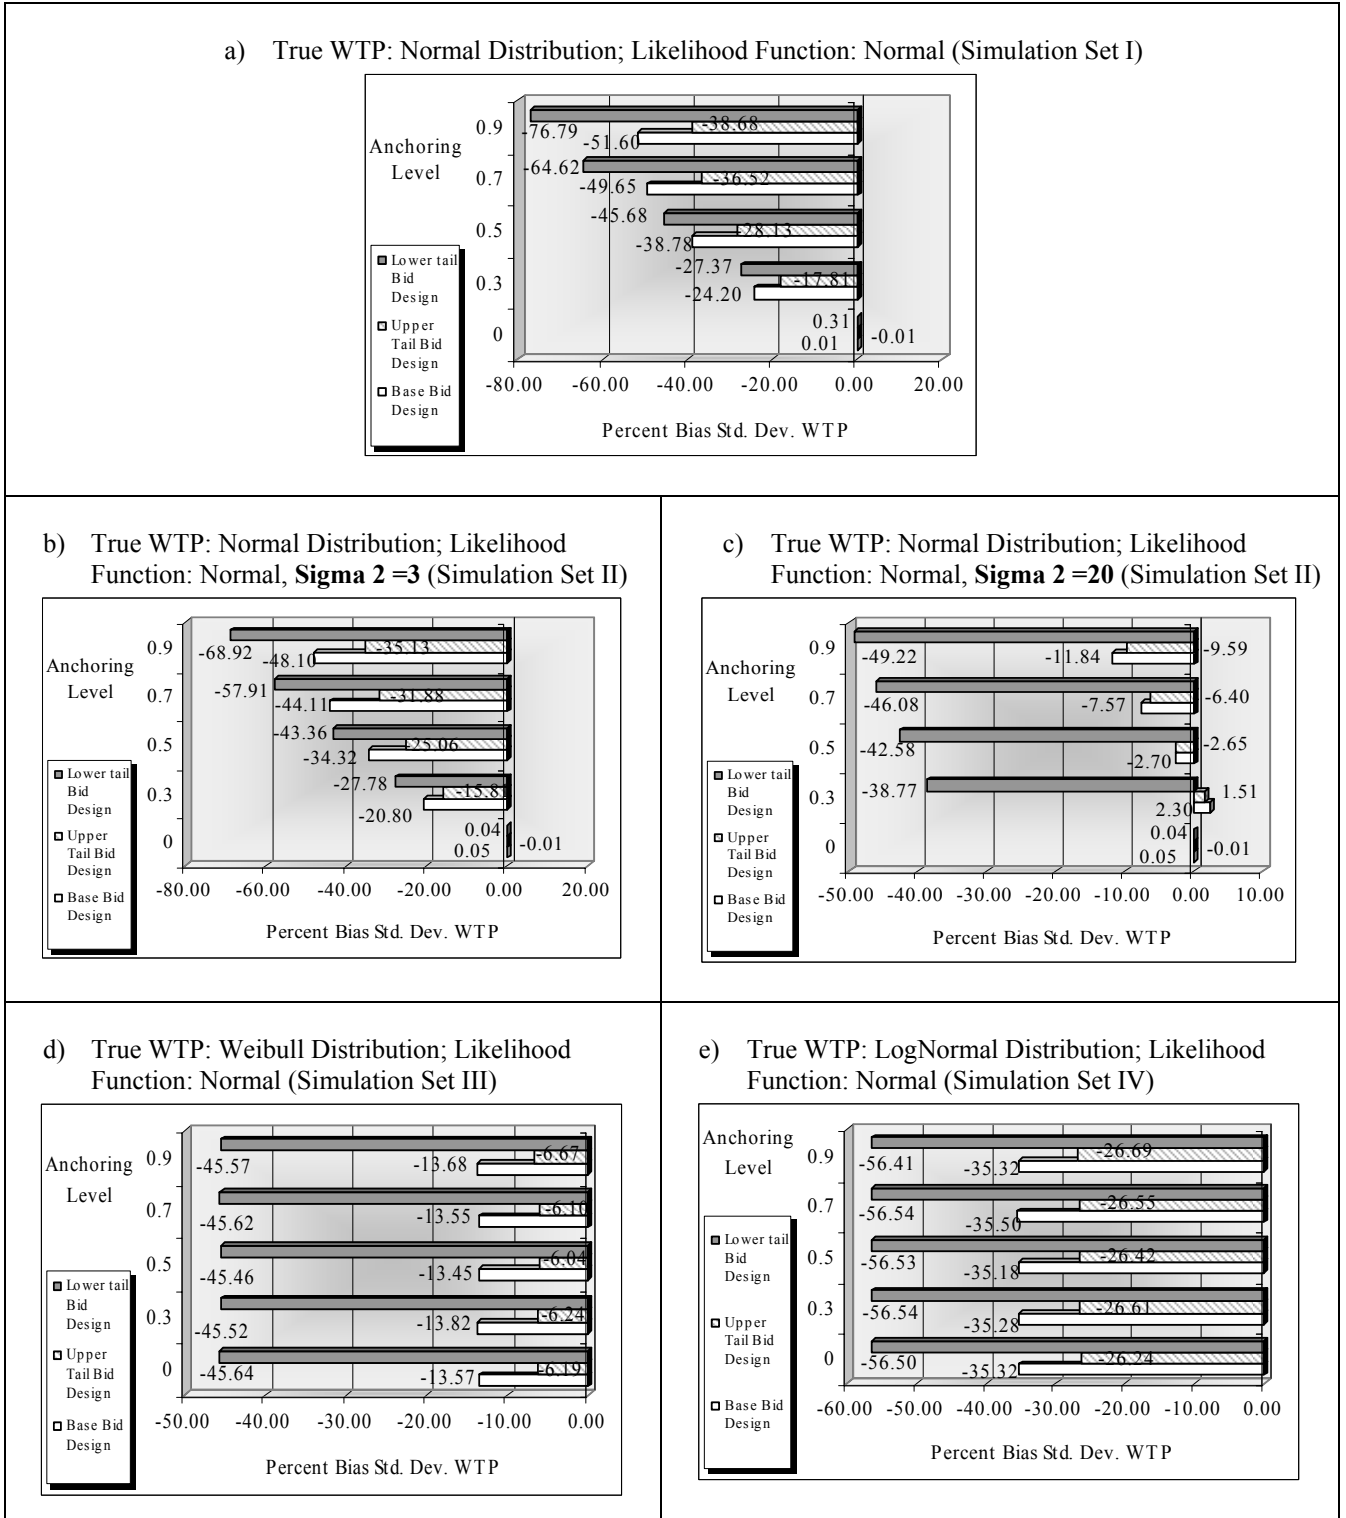 a) True WTP: Normal Distribution; Likelihood Function: Normal (Simulation Set I)
Anchoring
Level
0.9
0.7
0.5
0.3
0
-76.79
-38.68
-51.60
-64.62
-36.52
-49.65
-45.68
-28.13
-38.78
-27.37
-17.81
-24.20
0.31
0.01
-0.01
Lower tail
Bid
Design
Upper
Tail Bid
Design
Base Bid
Design
-80.00 -60.00 -40.00 -20.00 0.00 20.00
Percent Bias Std. Dev. WTP
b) True WTP: Normal Distribution; Likelihood
Function: Normal, Sigma 2 =3 (Simulation Set II)
Anchoring
Level
0.9
0.7
0.5
0.3
0
-68.92
-35.13
-48.10
-57.91
-31.88
-44.11
-43.36
-25.06
-34.32
-27.78
-15.81
-20.80
0.04
0.05
-0.01
Lower tail
Bid
Design
Upper
Tail Bid
Design
Base Bid
Design
-80.00 -60.00 -40.00 -20.00 0.00 20.00
Percent Bias Std. Dev. WTP
c) True WTP: Normal Distribution; Likelihood
Function: Normal, Sigma 2 =20 (Simulation Set II)
Anchoring
Level
0.9
0.7
0.5
0.3
0
-49.22
-11.84
-9.59
-46.08
-7.57
-6.40
-42.58
-2.70
-2.65
-38.77
2.30
1.51
0.04
0.05
-0.01
Lower tail
Bid
Design
Upper
Tail Bid
Design
Base Bid
Design
-50.00 -40.00 -30.00 -20.00 -10.00 0.00 10.00
Percent Bias Std. Dev. WTP
d) True WTP: Weibull Distribution; Likelihood
Function: Normal (Simulation Set III)
Anchoring
Level
0.9
0.7
0.5
0.3
0
-45.57
-13.68
-6.67
-45.62
-13.55
-6.10
-45.46
-13.45
-6.04
-45.52
-13.82
-6.24
-45.64
-13.57
-6.19
Lower tail
Bid
Design
Upper
Tail Bid
Design
Base Bid
Design
-50.00 -40.00 -30.00 -20.00 -10.00 0.00
Percent Bias Std. Dev. WTP
e) True WTP: LogNormal Distribution; Likelihood
Function: Normal (Simulation Set IV)
Anchoring
Level
0.9
0.7
0.5
0.3
0
-56.41
-35.32
-26.69
-56.54
-35.50
-26.55
-56.53
-35.18
-26.42
-56.54
-35.28
-26.61
-56.50
-35.32
-26.24
Lower tail
Bid
Design
Upper
Tail Bid
Design
Base Bid
Design
-60.00 -50.00 -40.00 -30.00 -20.00 -10.00 0.00
Percent Bias Std. Dev. WTP